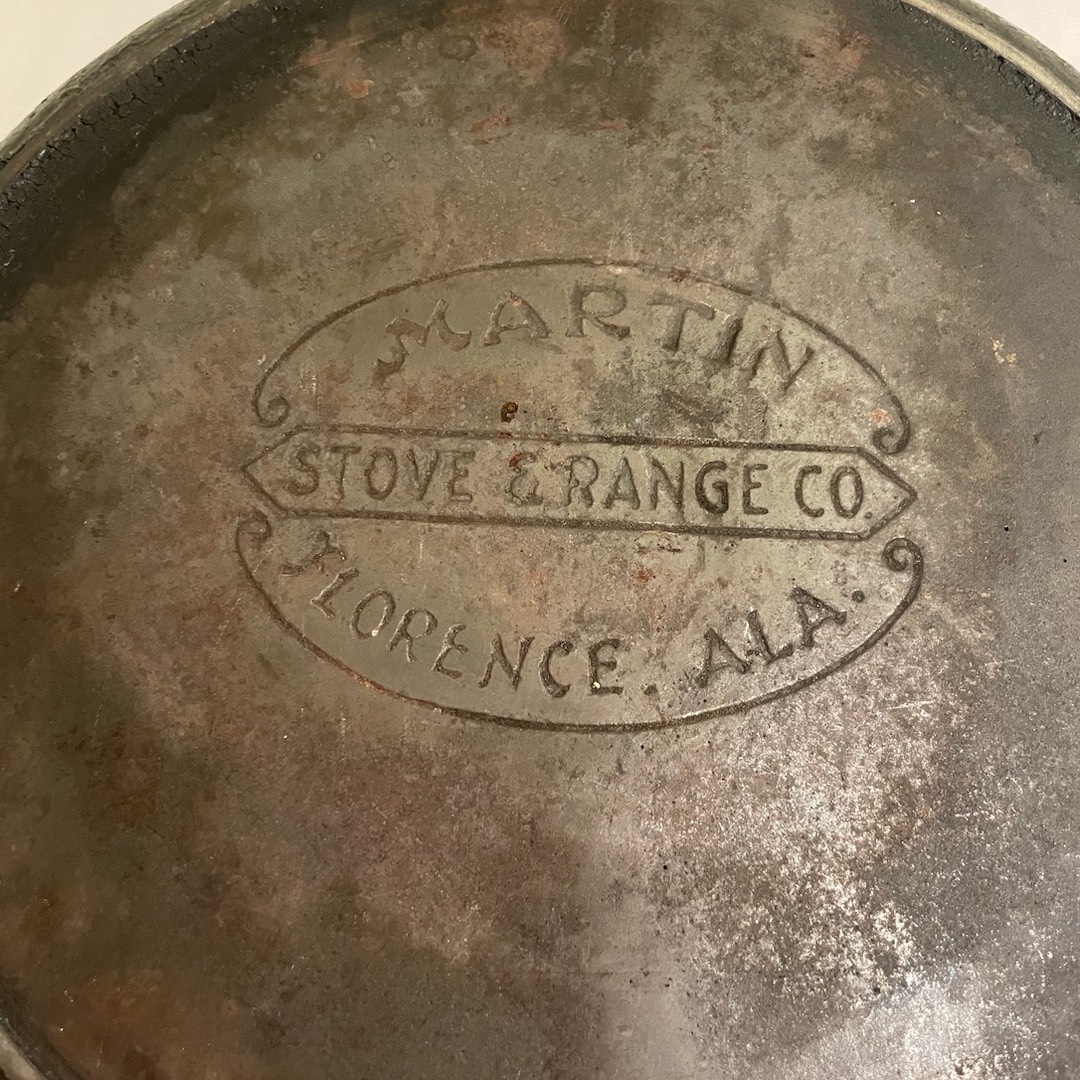 MARTIN
STOVE & RANGE CO.
FLORENCE. ALA.